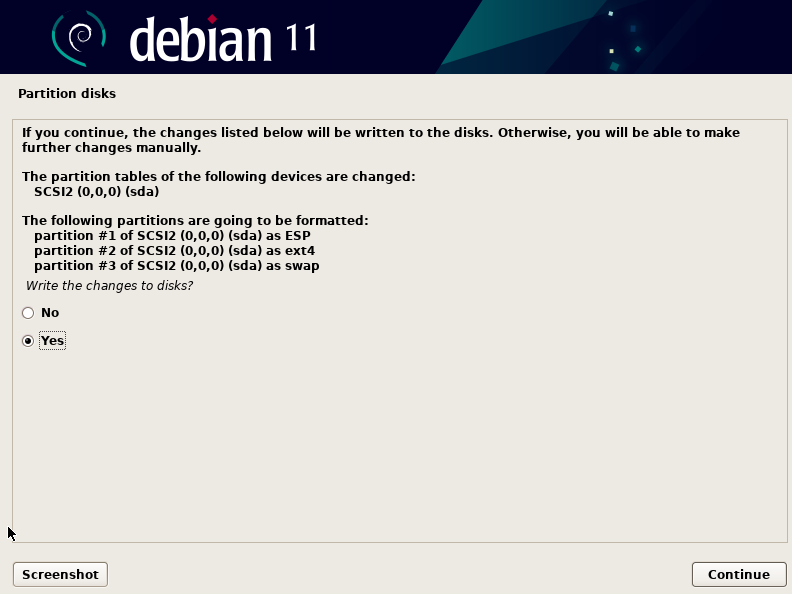 debian 11
Partition disks
If you continue, the changes listed below will be written to the disks. Otherwise, you will be able to make
further changes manually.
The partition tables of the following devices are changed:
SCSI2 (0,0,0) (sda)
The following partitions are going to be formatted:
partition #1 of SCSI2 (0,0,0) (sda) as ESP
partition #2 of SCSI2 (0,0,0) (sda) as ext4
partition #3 of SCSI2 (0,0,0) (sda) as swap
Write the changes to disks?
No
Yes
Screenshot
Continue